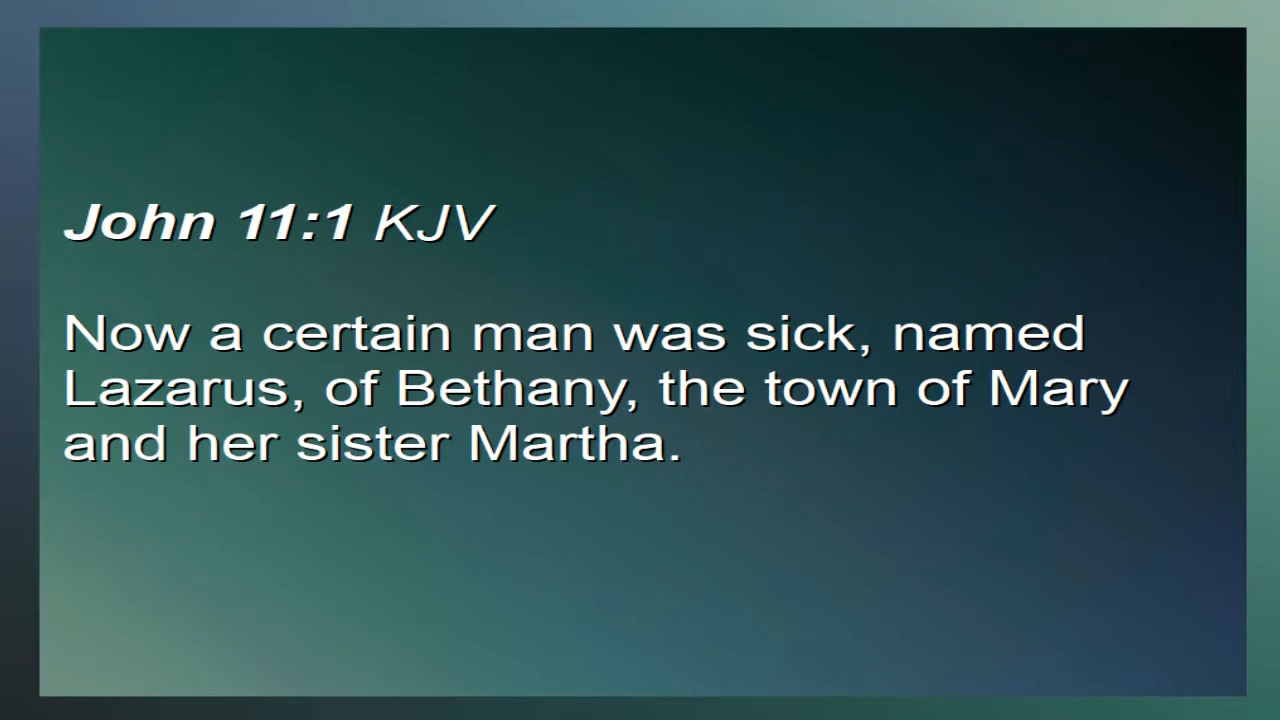 John 11:1 KJV
Now a certain man was sick, named
Lazarus, of Bethany, the town of Mary
and her sister Martha.